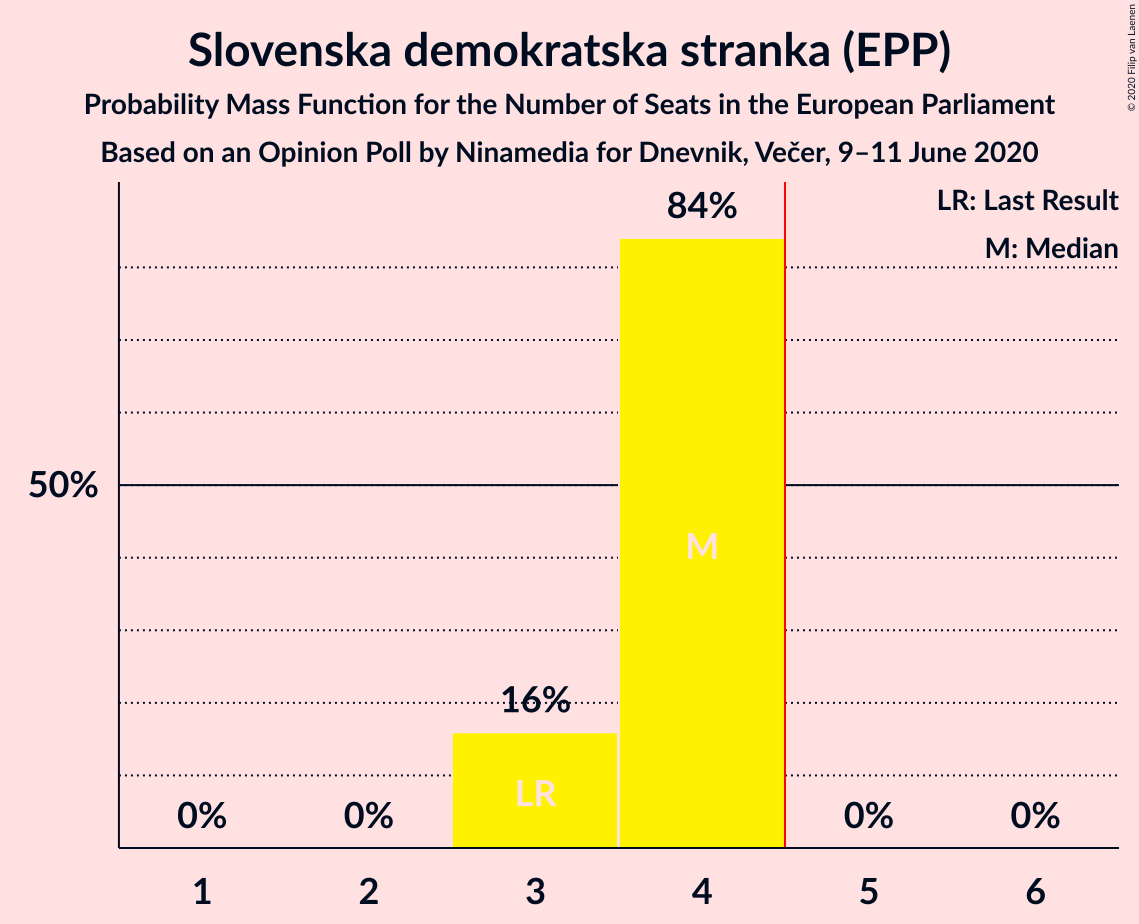 Slovenska demokratska stranka (EPP)
Probability Mass Function for the Number of Seats in the European Parliament
Based on an Opinion Poll by Ninamedia for Dnevnik, Večer, 9–11 June 2020
© 2020 Filip van Laenen
LR: Last Result
M: Median
84%
50%
M
16%
LR
0% 0% 0% 0%
1 2 3 4 5 6